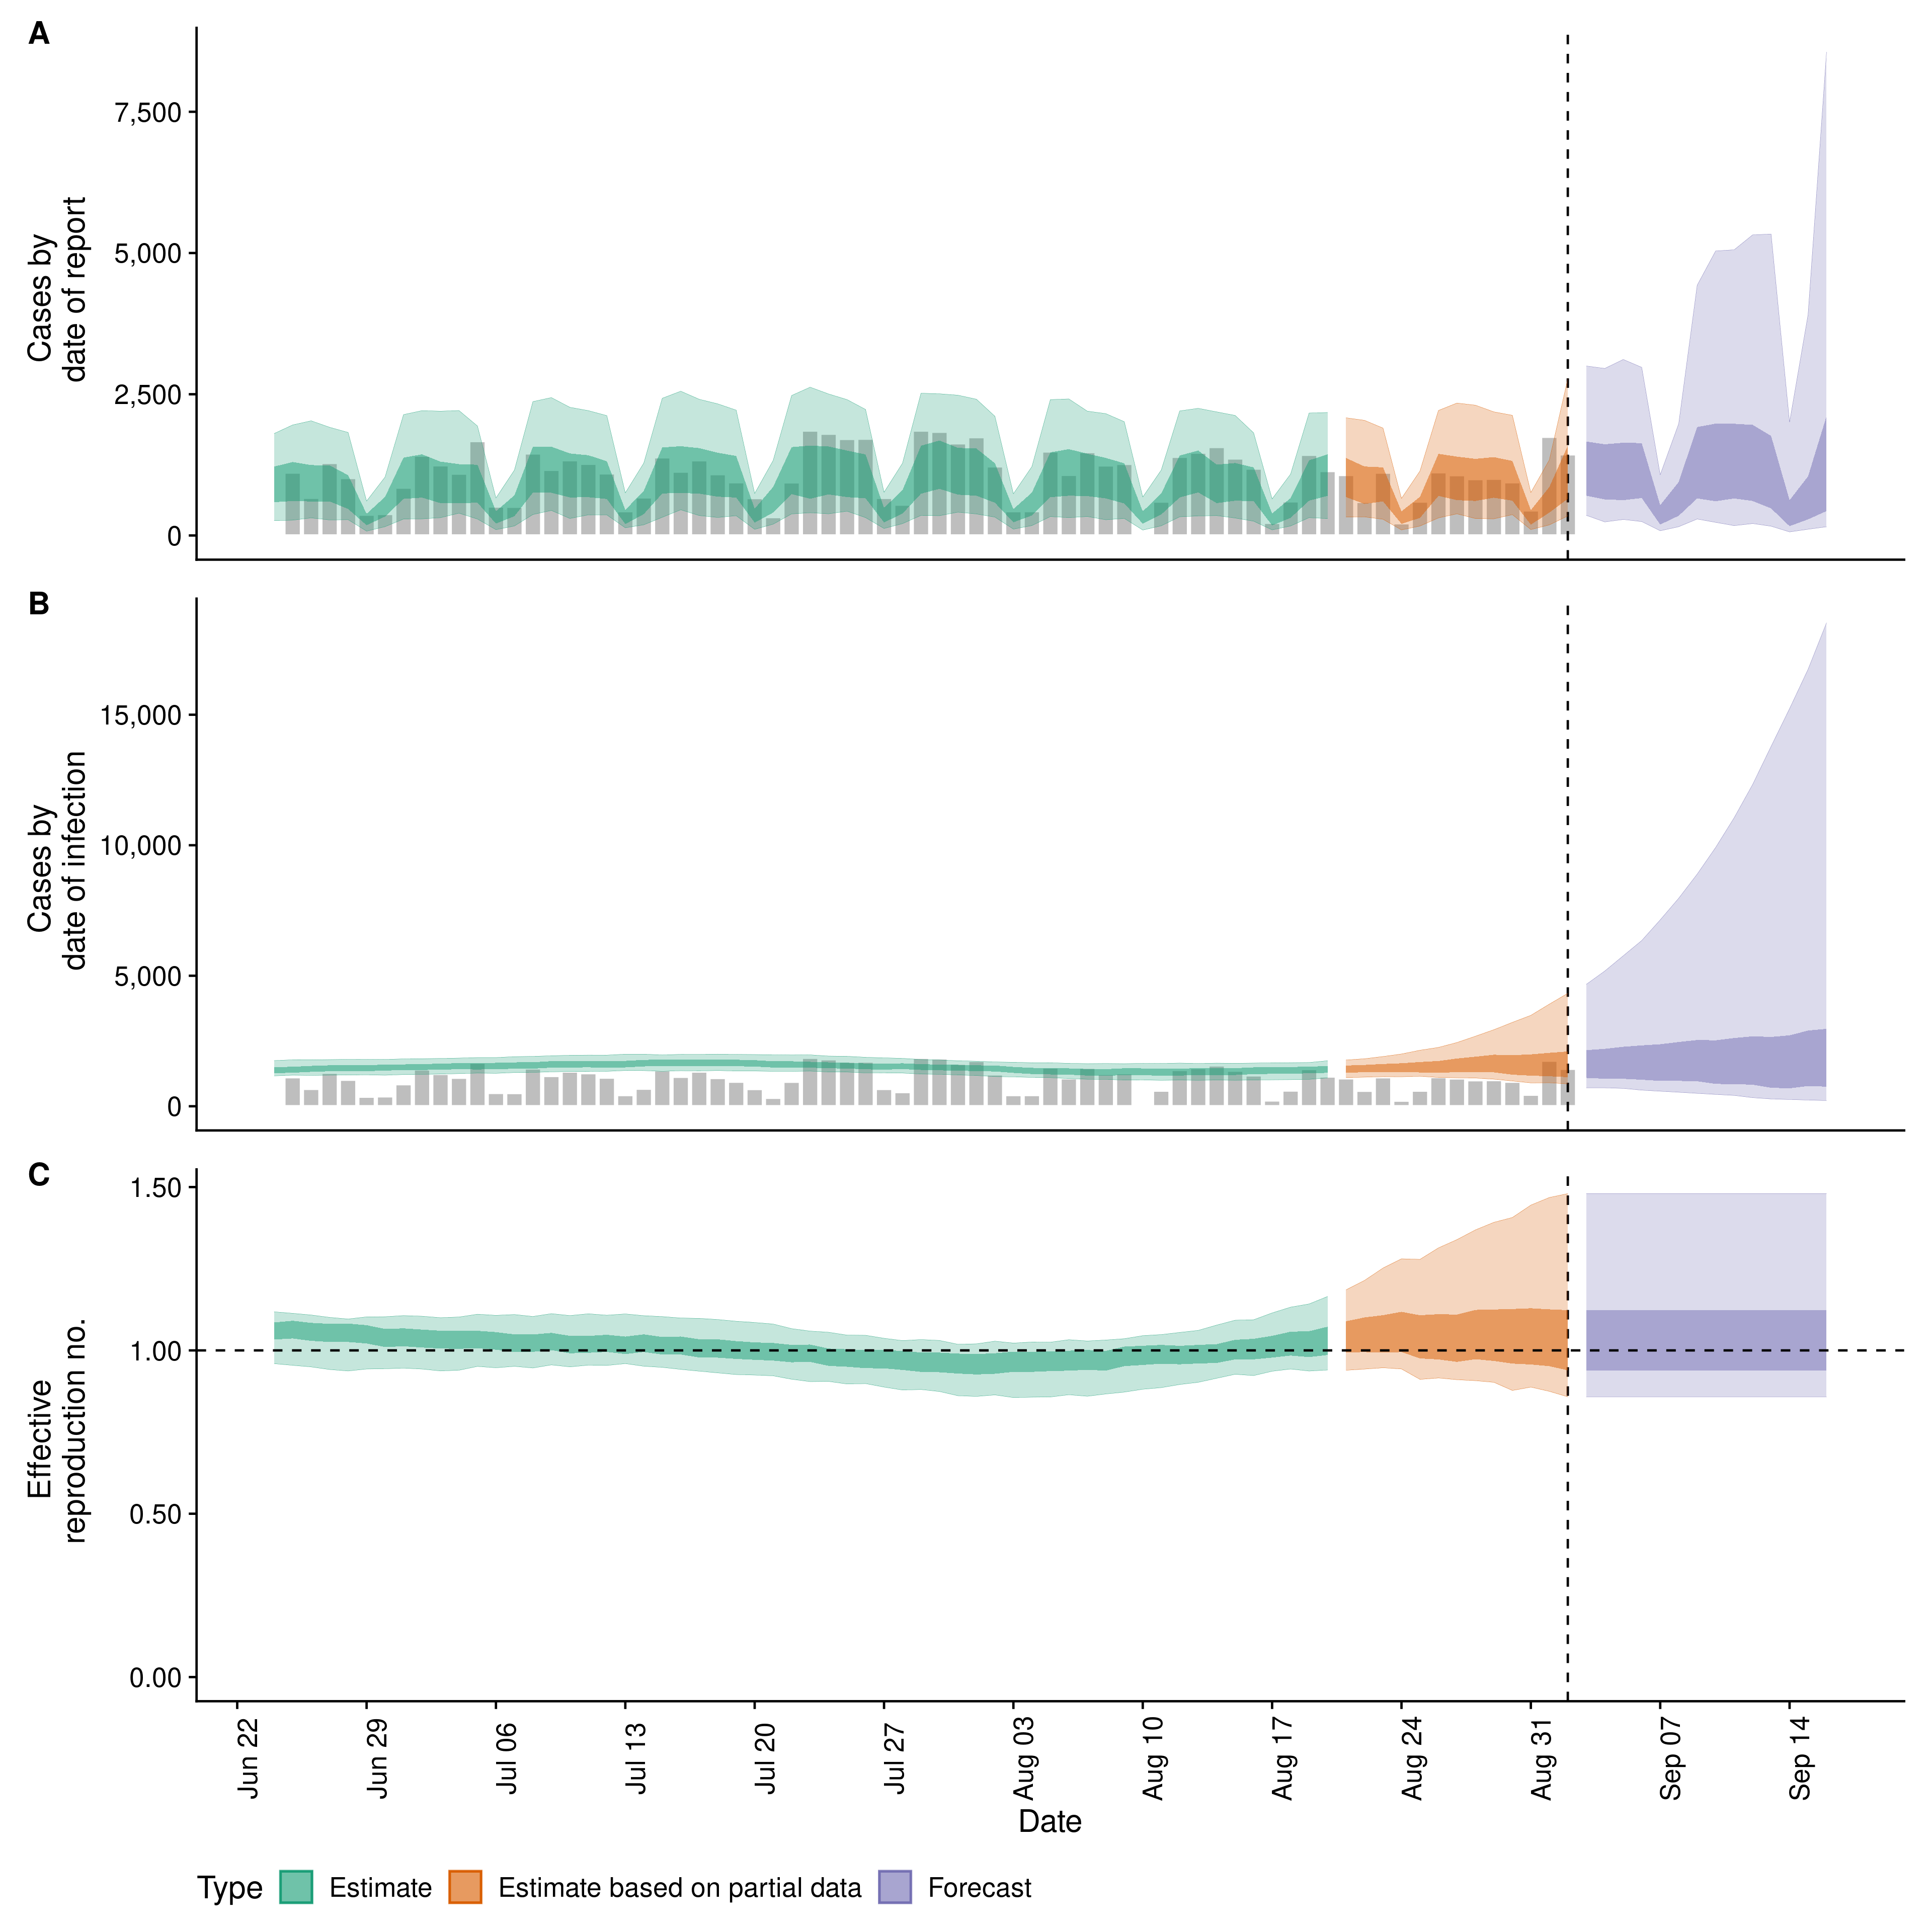 A
Cases by
date of report
7,500
5,000
2,500
0
B
Cases by
date of infection
15,000
10,000
5,000
0
C
Effective
reproduction no.
1.50
1.00
0.50
0.00
Jun 22
Jun 29
Jul 06
Jul 13
Jul 20
Jul 27
Aug 03
Aug 10
Aug 17
Aug 24
Aug 31
Sep 07
Sep 14
Date
Type Estimate Estimate based on partial data Forecast